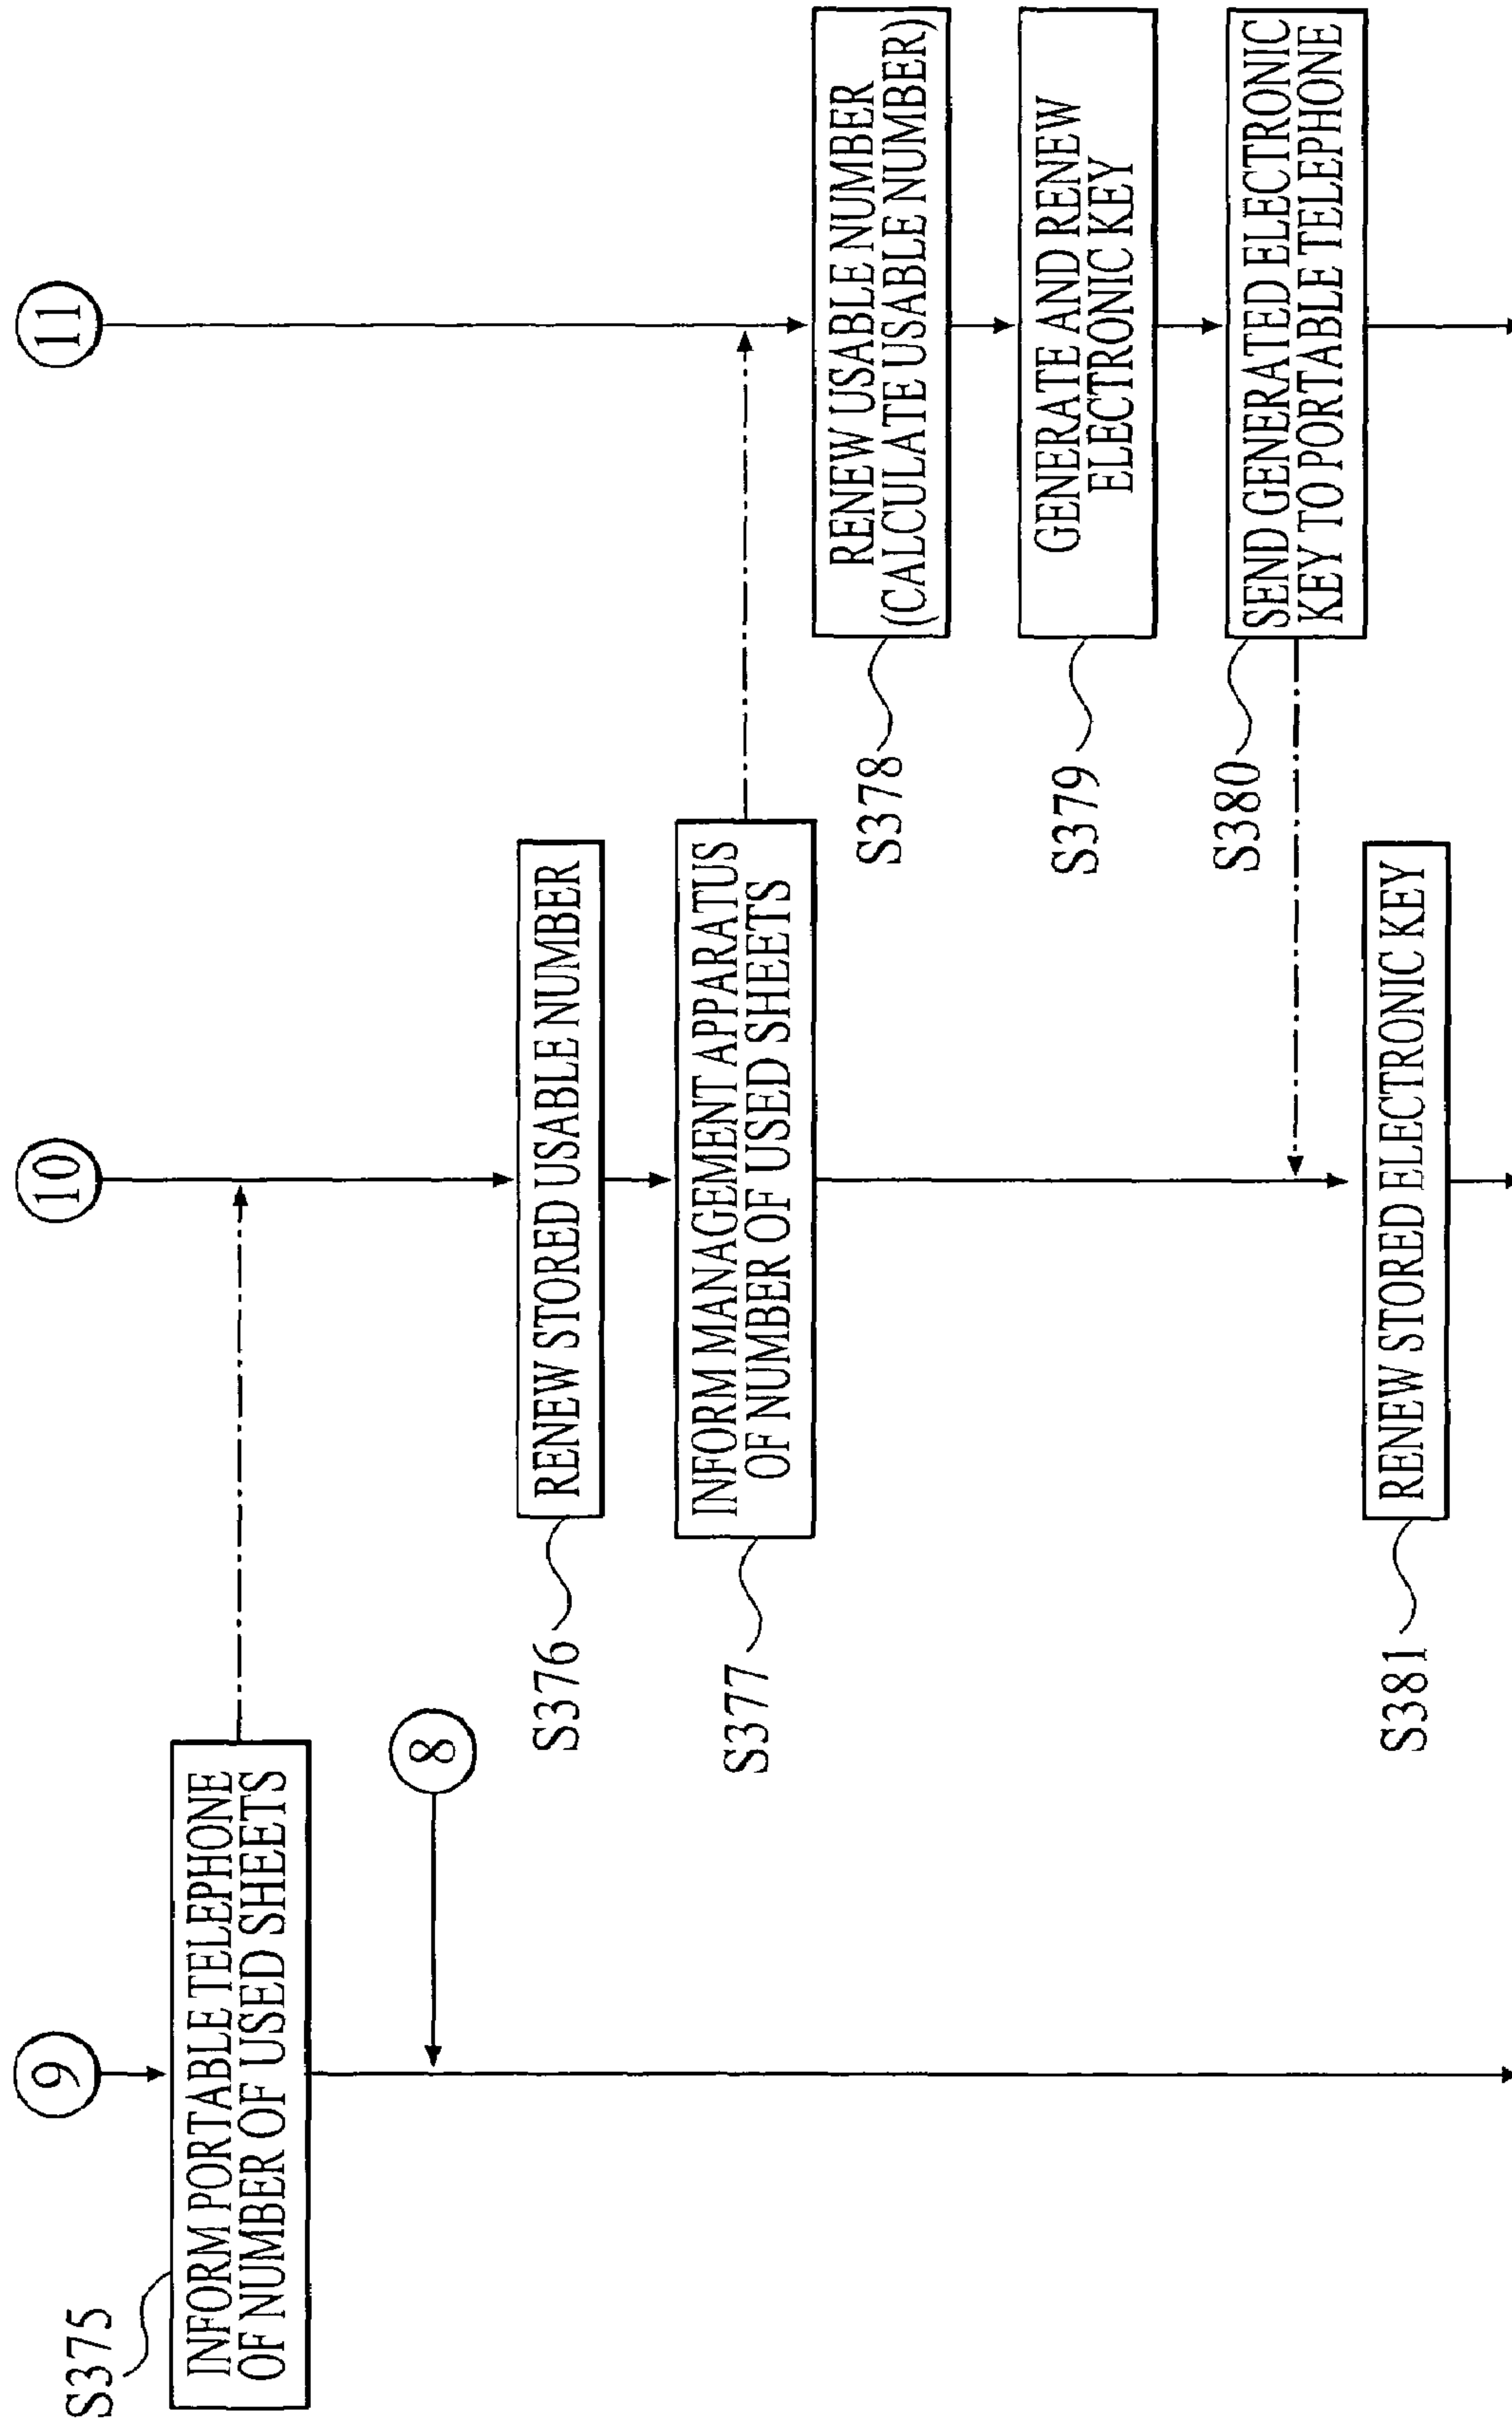 9
S375
INFORM PORTABLE TELEPHONE
OF NUMBER OF USED SHEETS
8
10
S376
RENEW STORED USABLE NUMBER
S377
INFORM MANAGEMENT APPARATUS
OF NUMBER OF USED SHEETS
S381
RENEW STORED ELECTRONIC KEY
11
S378
RENEW USABLE NUMBER
(CALCULATE USABLE NUMBER)
S379
GENERATE AND RENEW
ELECTRONIC KEY
S380
SEND GENERATED ELECTRONIC
KEY TO PORTABLE TELEPHONE